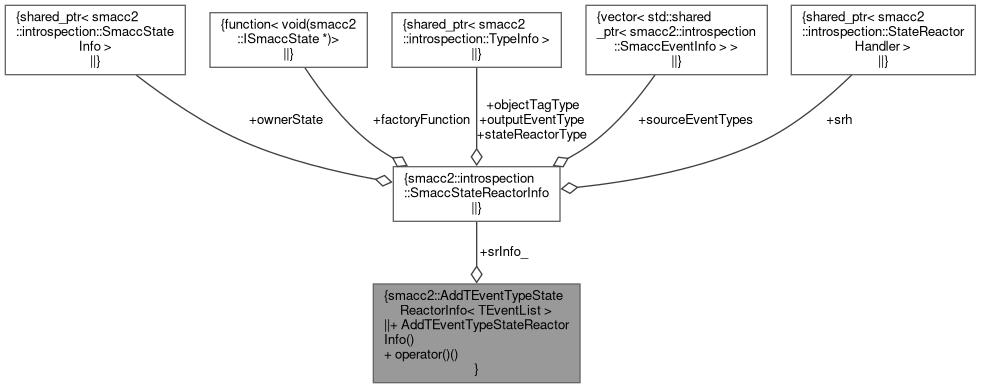 {shared_ptr< smacc2
::introspection::SmaccState
Info >
||}
{function< void(smacc2
::ISmaccState *)>
||}
{shared_ptr< smacc2
::introspection::TypeInfo >
||}
{vector< std::shared
_ptr< smacc2::introspection
::SmaccEventInfo > >
||}
{shared_ptr< smacc2
::introspection::StateReactor
Handler >
||}
+ownerState
+factoryFunction
+objectTagType
+outputEventType
+stateReactorType
+sourceEventTypes
+srh
{smacc2::introspection
::SmaccStateReactorInfo
||}
+srInfo_
{smacc2::AddTEventTypeState
ReactorInfo< TEventList >
||+ AddTEventTypeStateReactor
Info()
+ operator()()
}